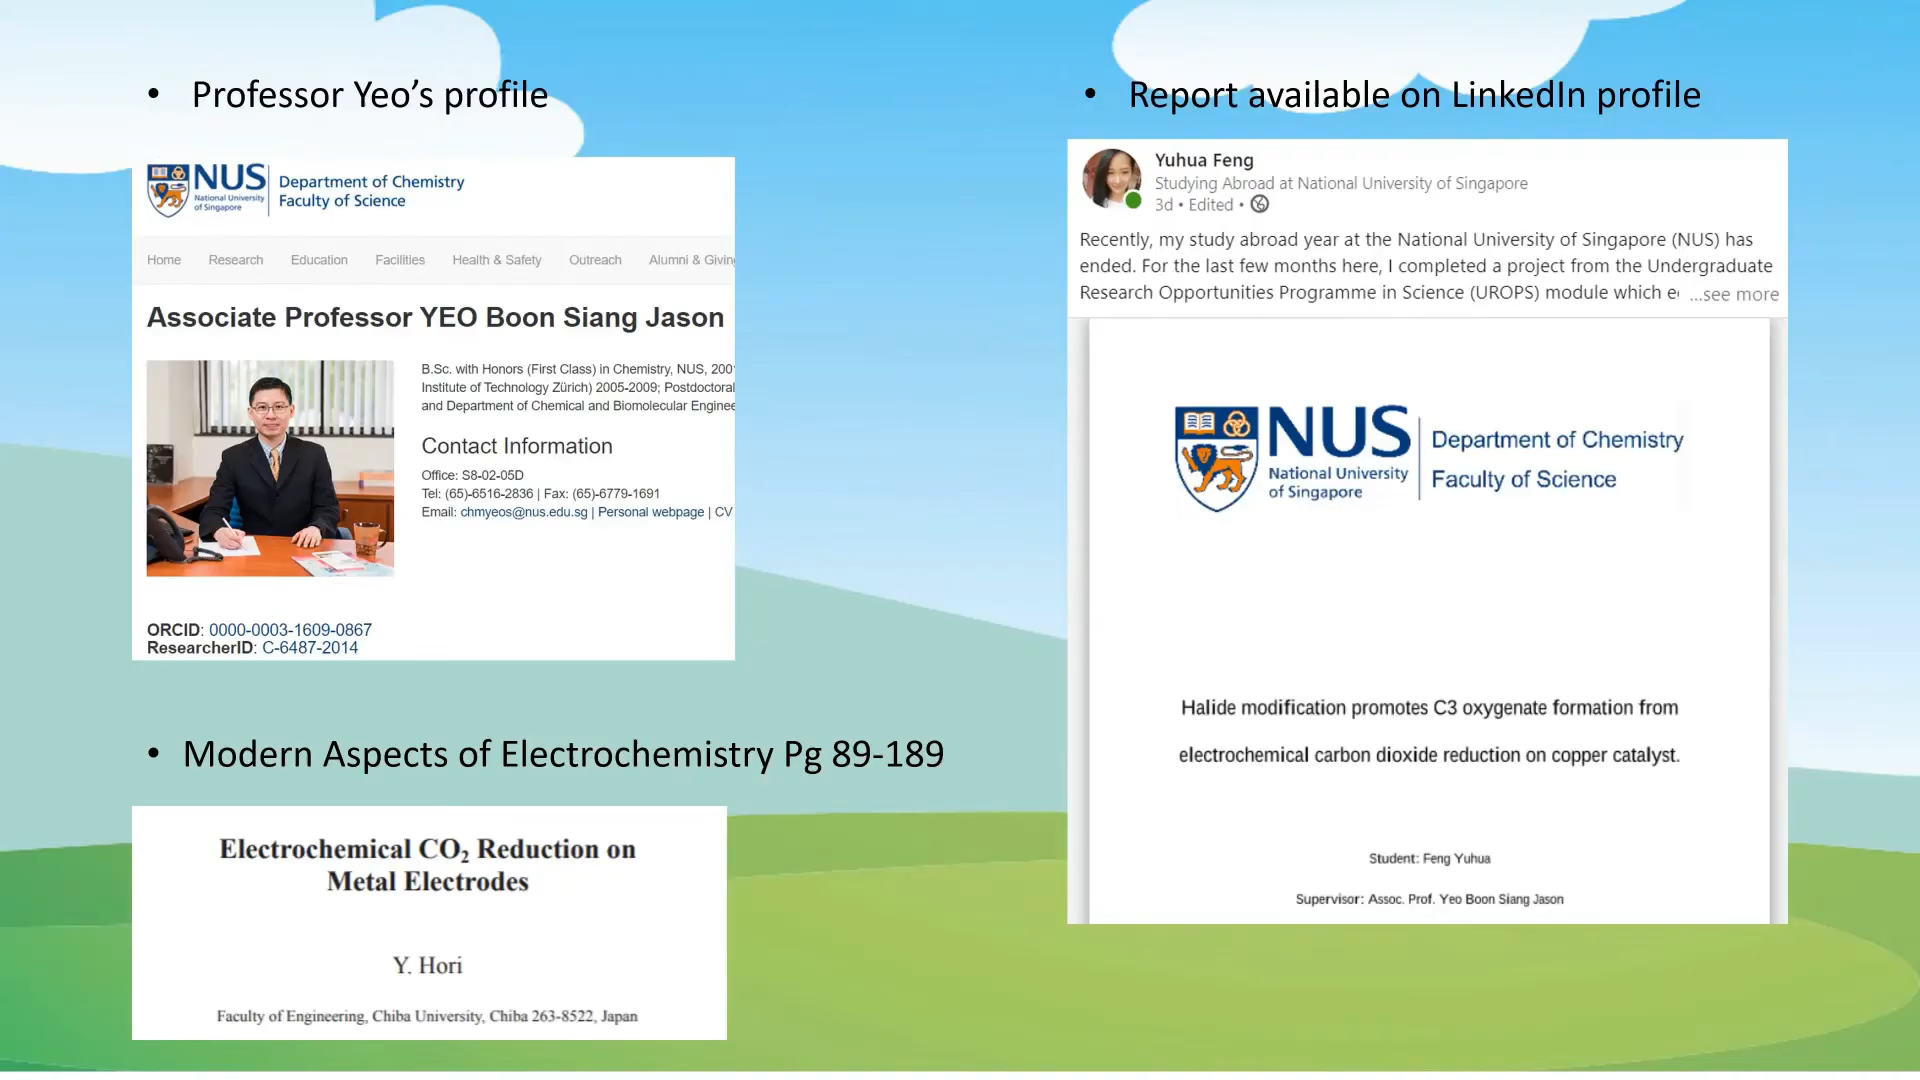 • Professor Yeo’s profile
NUS
National University
of Singapore
Department of Chemistry
Faculty of Science
Home Research Education Facilities Health & Safety Outreach Alumni & Giving
Associate Professor YEO Boon Siang Jason
B.Sc. with Honors (First Class) in Chemistry, NUS, 200
Institute of Technology Zürich) 2005-2009; Postdoctoral
and Department of Chemical and Biomolecular Enginee
Contact Information
Office: S8-02-05D
Tel: (65)-6516-2836 | Fax: (65)-6779-1691
Email: chmyeos@nus.edu.sg | Personal webpage | CV
ORCID: 0000-0003-1609-0867
ResearcherID: C-6487-2014
• Modern Aspects of Electrochemistry Pg 89-189
Electrochemical CO₂ Reduction on
Metal Electrodes
Y. Hori
Faculty of Engineering, Chiba University, Chiba 263-8522, Japan
• Report available on LinkedIn profile
Yuhua Feng
Studying Abroad at National University of Singapore
3d • Edited •
Recently, my study abroad year at the National University of Singapore (NUS) has
ended. For the last few months here, I completed a project from the Undergraduate
Research Opportunities Programme in Science (UROPS) module which e ...see more
NUS
National University
of Singapore
Department of Chemistry
Faculty of Science
Halide modification promotes C3 oxygenate formation from
electrochemical carbon dioxide reduction on copper catalyst.
Student: Feng Yuhua
Supervisor: Assoc. Prof. Yeo Boon Siang Jason